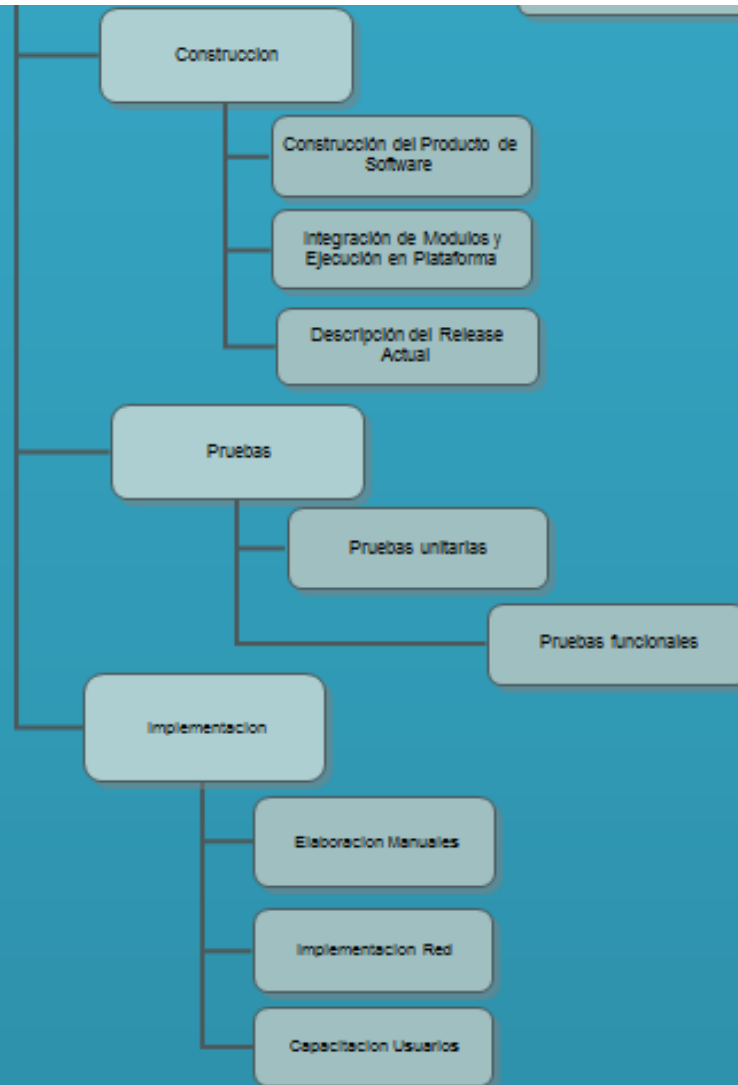 Construccion
Construcción del Producto de
Software
Integración de Modulos y
Ejecución en Plataforma
Descripción del Release
Actual
Pruebas
Pruebas unitarias
Pruebas funcionales
Implementacion
Elaboracion Manuales
Implementacion Red
Capacitacion Usuarios